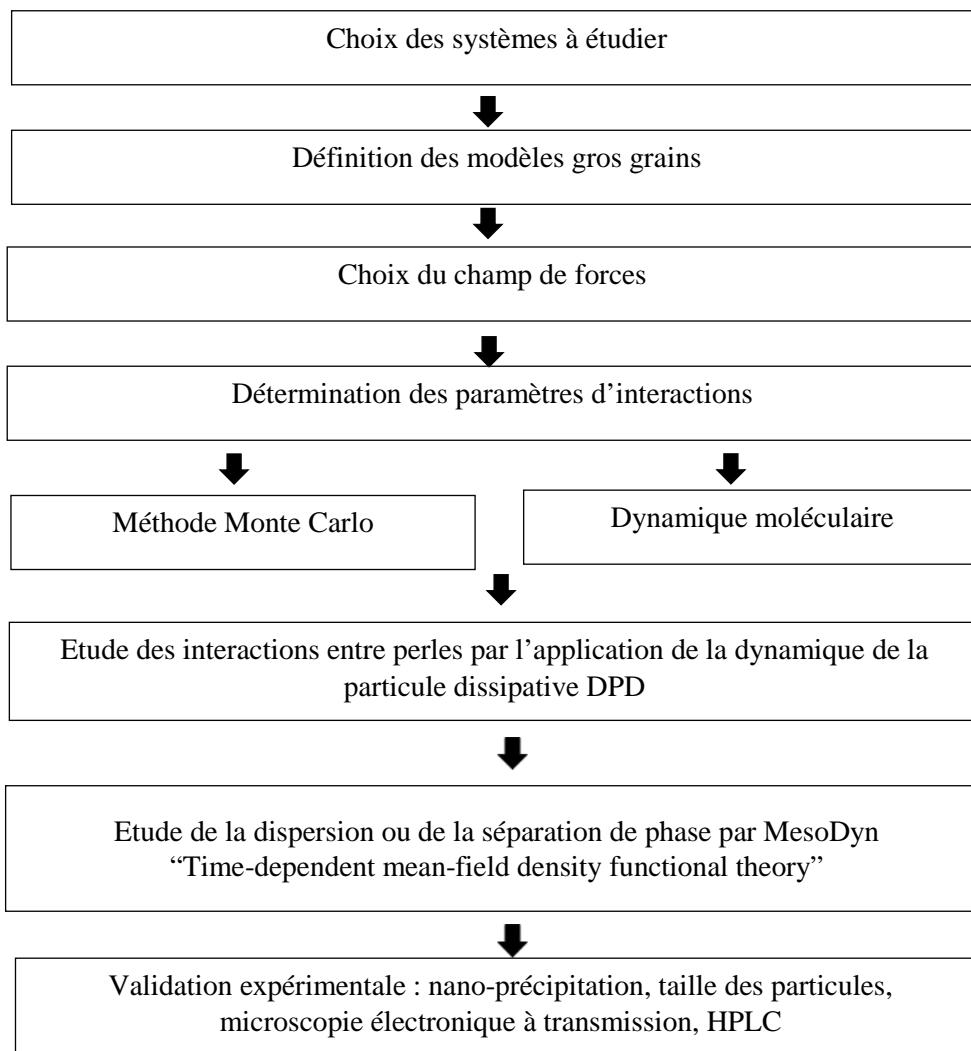 Choix des systèmes à étudier
Définition des modèles gros grains
Choix du champ de forces
Détermination des paramètres d’interactions
Méthode Monte Carlo
Dynamique moléculaire
Etude des interactions entre perles par l’application de la dynamique de la
particule dissipative DPD
Etude de la dispersion ou de la séparation de phase par MesoDyn
“Time-dependent mean-field density functional theory”
Validation expérimentale : nano-précipitation, taille des particules,
microscopie électronique à transmission, HPLC